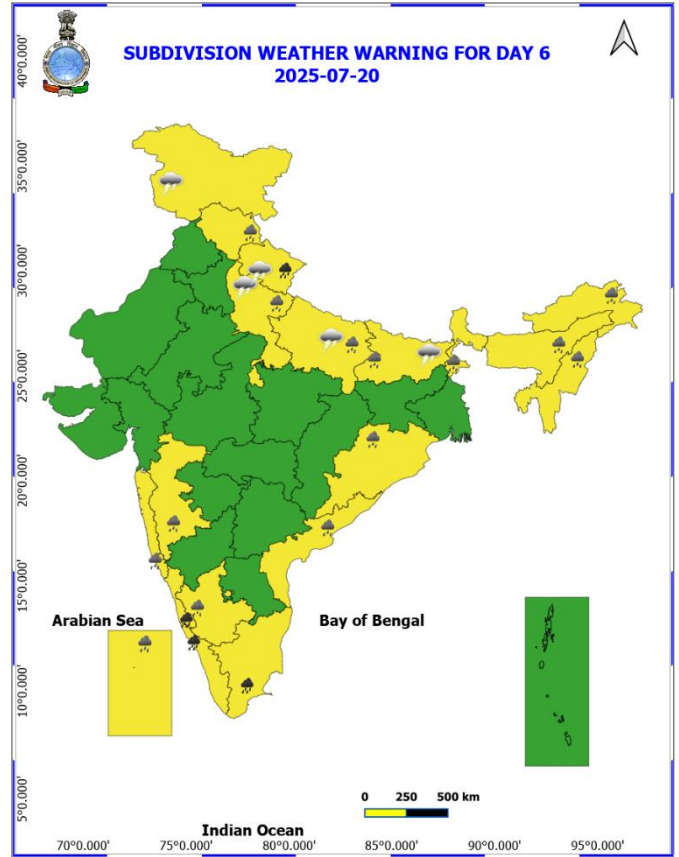 SUBDIVISION WEATHER WARNING FOR DAY 6
2025-07-20
40°0.000'
35°0.000'
30°0.000'
25°0.000'
20°0.000'
15°0.000'
10°0.000'
5°0.000'
Arabian Sea
Bay of Bengal
0 250 500 km
Indian Ocean
70°0.000' 75°0.000' 80°0.000' 85°0.000' 90°0.000' 95°0.000'